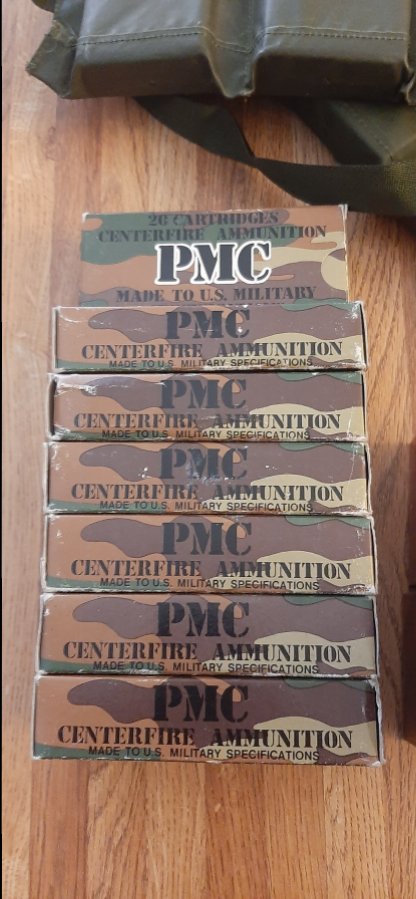 20 CARTRIDGES
CENTERFIRE AMMUNITION
PMC
MADE TO U.S. MILITARY
PMC
CENTERFIRE AMMUNITION
MADE TO U.S. MILITARY SPECIFICATIONS
PMC
CENTERFIRE AMMUNITION
MADE TO U.S. MILITARY SPECIFICATIONS
PMC
CENTERFIRE AMMUNITION
MADE TO U.S. MILITARY SPECIFICATIONS
PMC
CENTERFIRE AMMUNITION
MADE TO U.S. MILITARY SPECIFICATIONS
PMC
CENTERFIRE AMMUNITION
MADE TO U.S. MILITARY SPECIFICATIONS
PMC
CENTERFIRE AMMUNITION
MADE TO U.S. MILITARY SPECIFICATIONS